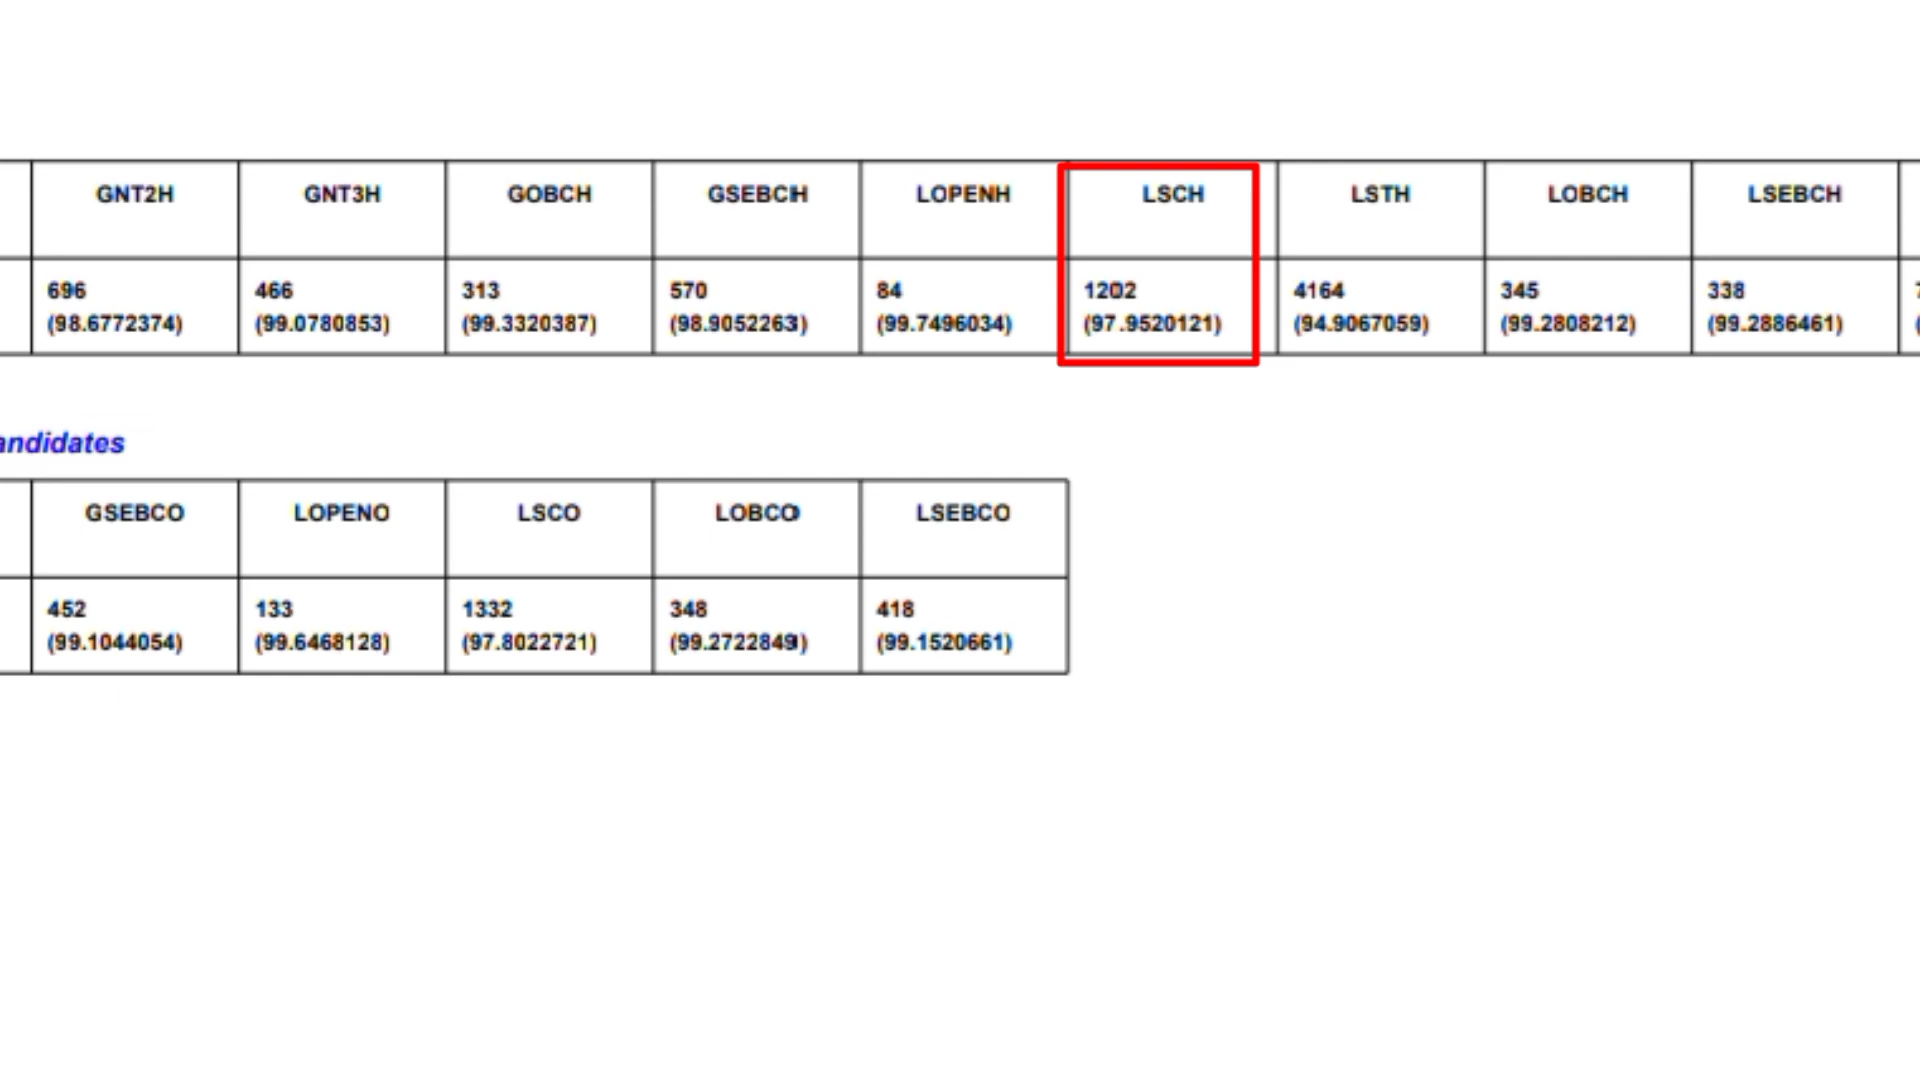 GNT2H GNT3H GOBCH GSEBCH LOPENH LSCH LSTH LOBCH LSEBCH
696 466 313 570 84 1202 4164 345 338
(98.6772374) (99.0780853) (99.3320387) (98.9052263) (99.7496034) (97.9520121) (94.9067059) (99.2808212) (99.2886461)
andidates
GSEBCO LOPENO LSCO LOBCO LSEBCO
452 133 1332 348 418
(99.1044054) (99.6468128) (97.8022721) (99.2722849) (99.1520661)